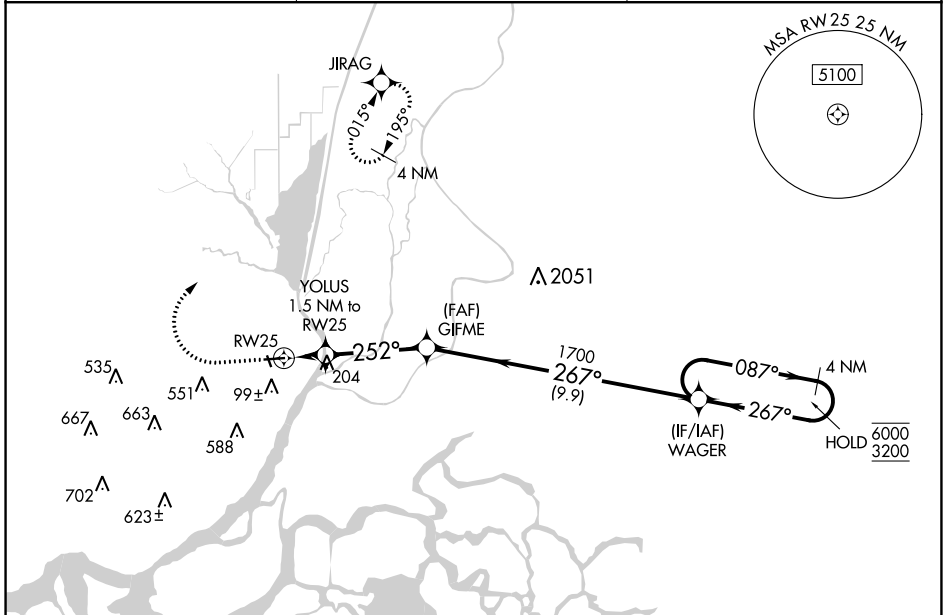 MSA RW25 25 NM
5100
JIRAG
015°
195°
4 NM
2051
YOLUS
1.5 NM to
RW25
(FAF)
GIFME
RW25
252°
204
1700
267°
(9.9)
087°
4 NM
267°
(IF/IAF)
WAGER
HOLD
6000
3200
535
551
99±
667
663
588
702
623±